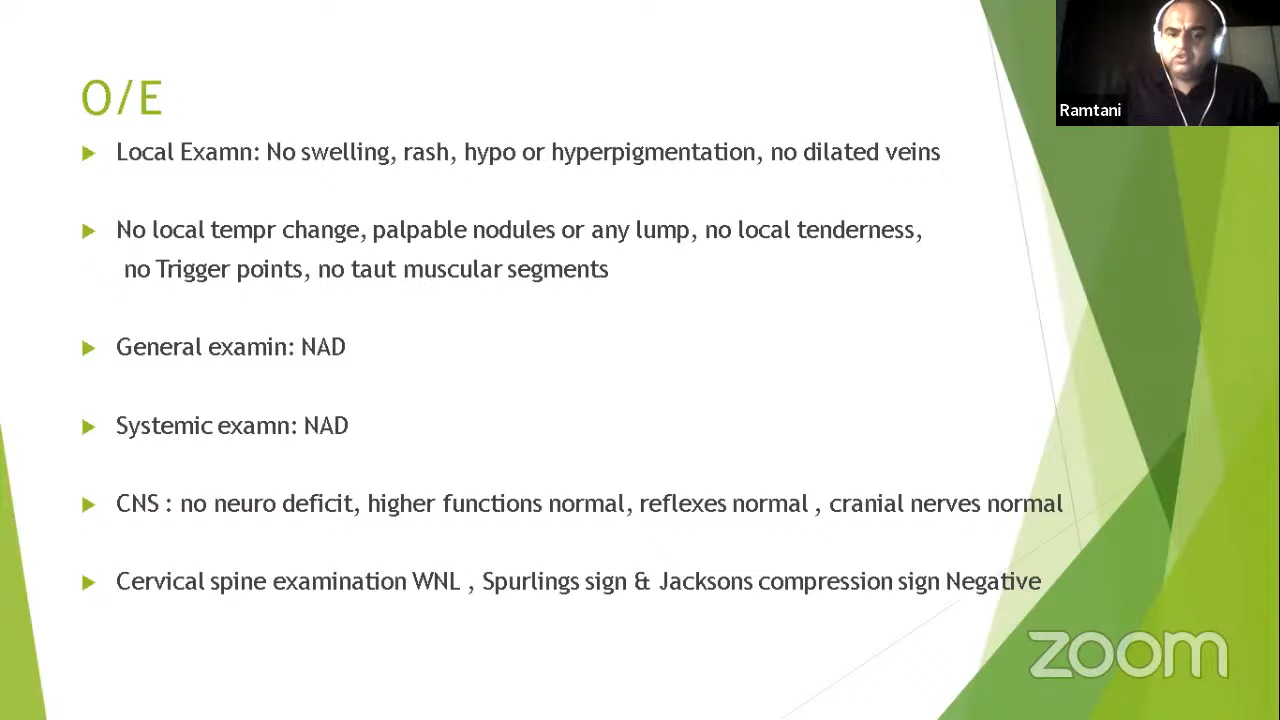 O/E
Local Examn: No swelling, rash, hypo or hyperpigmentation, no dilated veins
No local tempr change, palpable nodules or any lump, no local tenderness,
no Trigger points, no taut muscular segments
General examin: NAD
Systemic examn: NAD
CNS : no neuro deficit, higher functions normal, reflexes normal , cranial nerves normal
Cervical spine examination WNL , Spurlings sign & Jacksons compression sign Negative
Ramtani
zoom